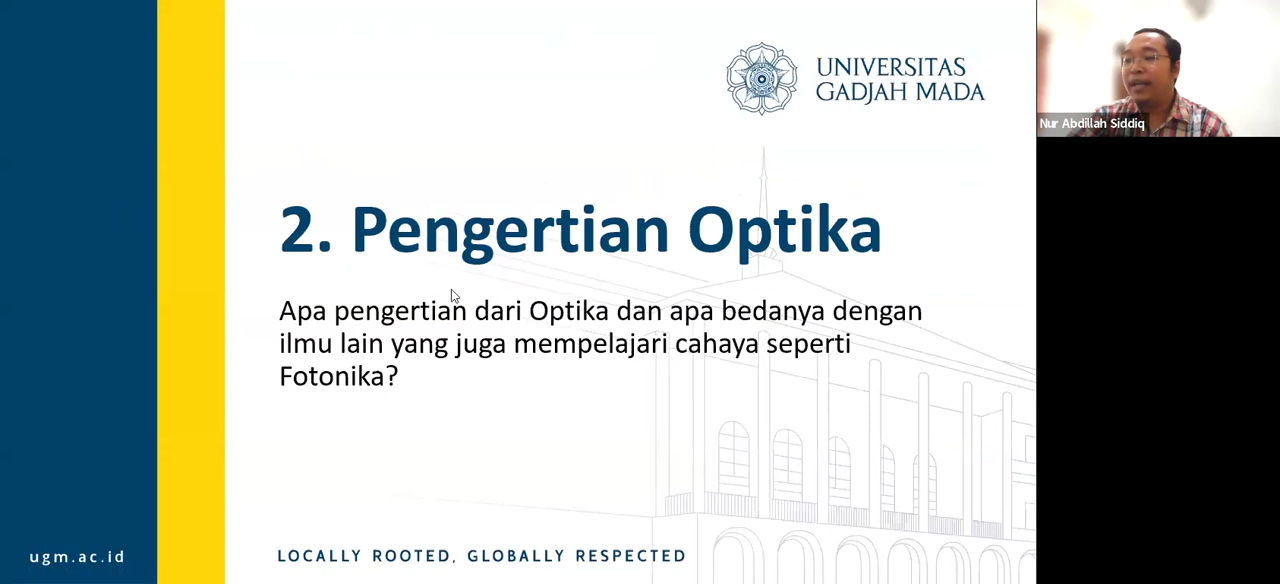 UNIVERSITAS
GADJAH MADA
Nur Abdillah Siddiq
2. Pengertian Optika
Apa pengertian dari Optika dan apa bedanya dengan
ilmu lain yang juga mempelajari cahaya seperti
Fotonika?
ugm.ac.id
LOCALLY ROOTED, GLOBALLY RESPECTED